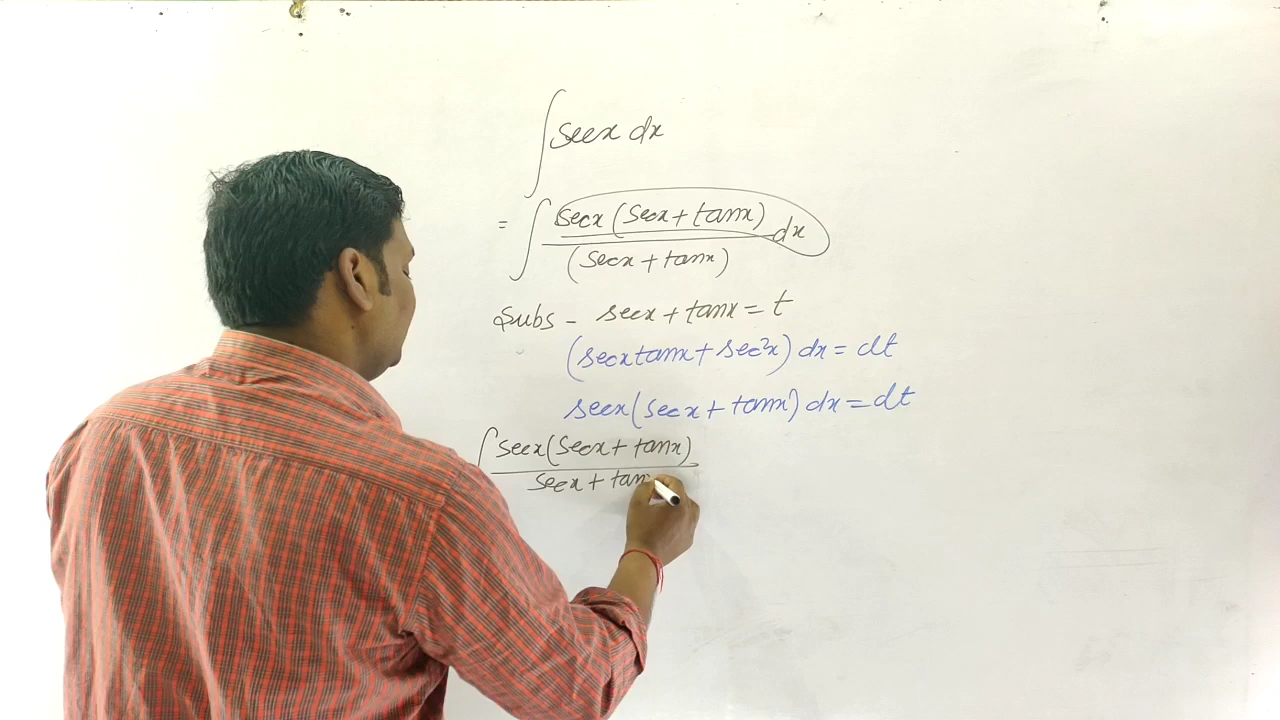 ∫ secx dx
= ∫ secx (secx + tanx) / (secx + tanx) dx
Subs - secx + tanx = t
(secxtanx + sec²x) dx = dt
secx (secx + tanx) dx = dt
∫ secx (secx + tanx) / secx + tan